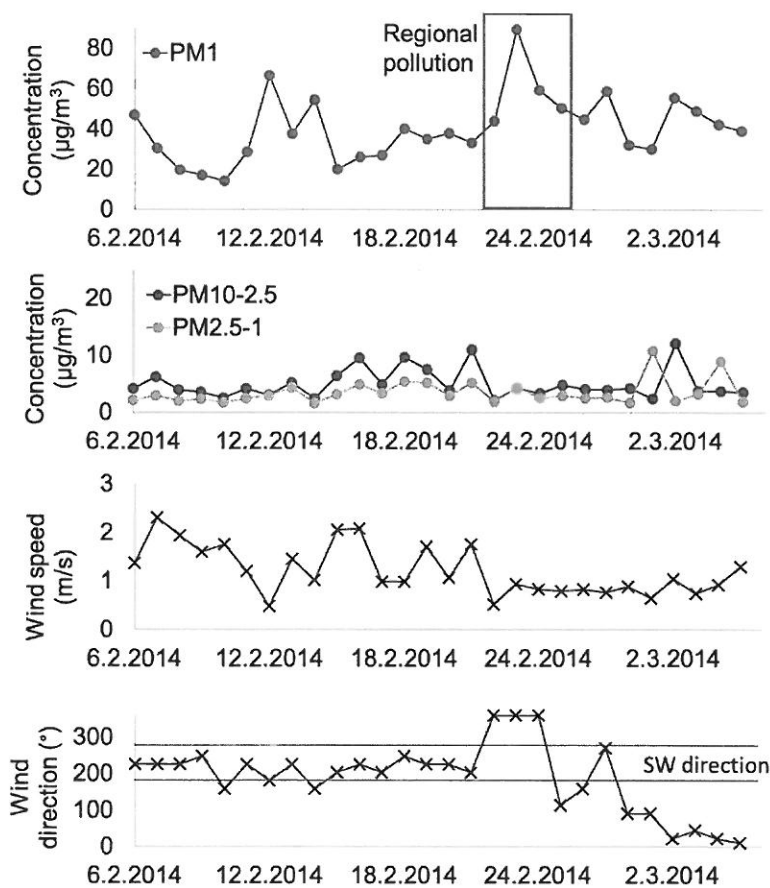 80
60
40
20
0
Concentration
(µg/m³)
PM1
Regional
pollution
6.2.2014 12.2.2014 18.2.2014 24.2.2014 2.3.2014
20
10
0
Concentration
(µg/m³)
PM10-2.5
PM2.5-1
6.2.2014 12.2.2014 18.2.2014 24.2.2014 2.3.2014
3
2
1
0
Wind speed
(m/s)
6.2.2014 12.2.2014 18.2.2014 24.2.2014 2.3.2014
300
200
100
0
Wind
direction (°)
SW direction
6.2.2014 12.2.2014 18.2.2014 24.2.2014 2.3.2014